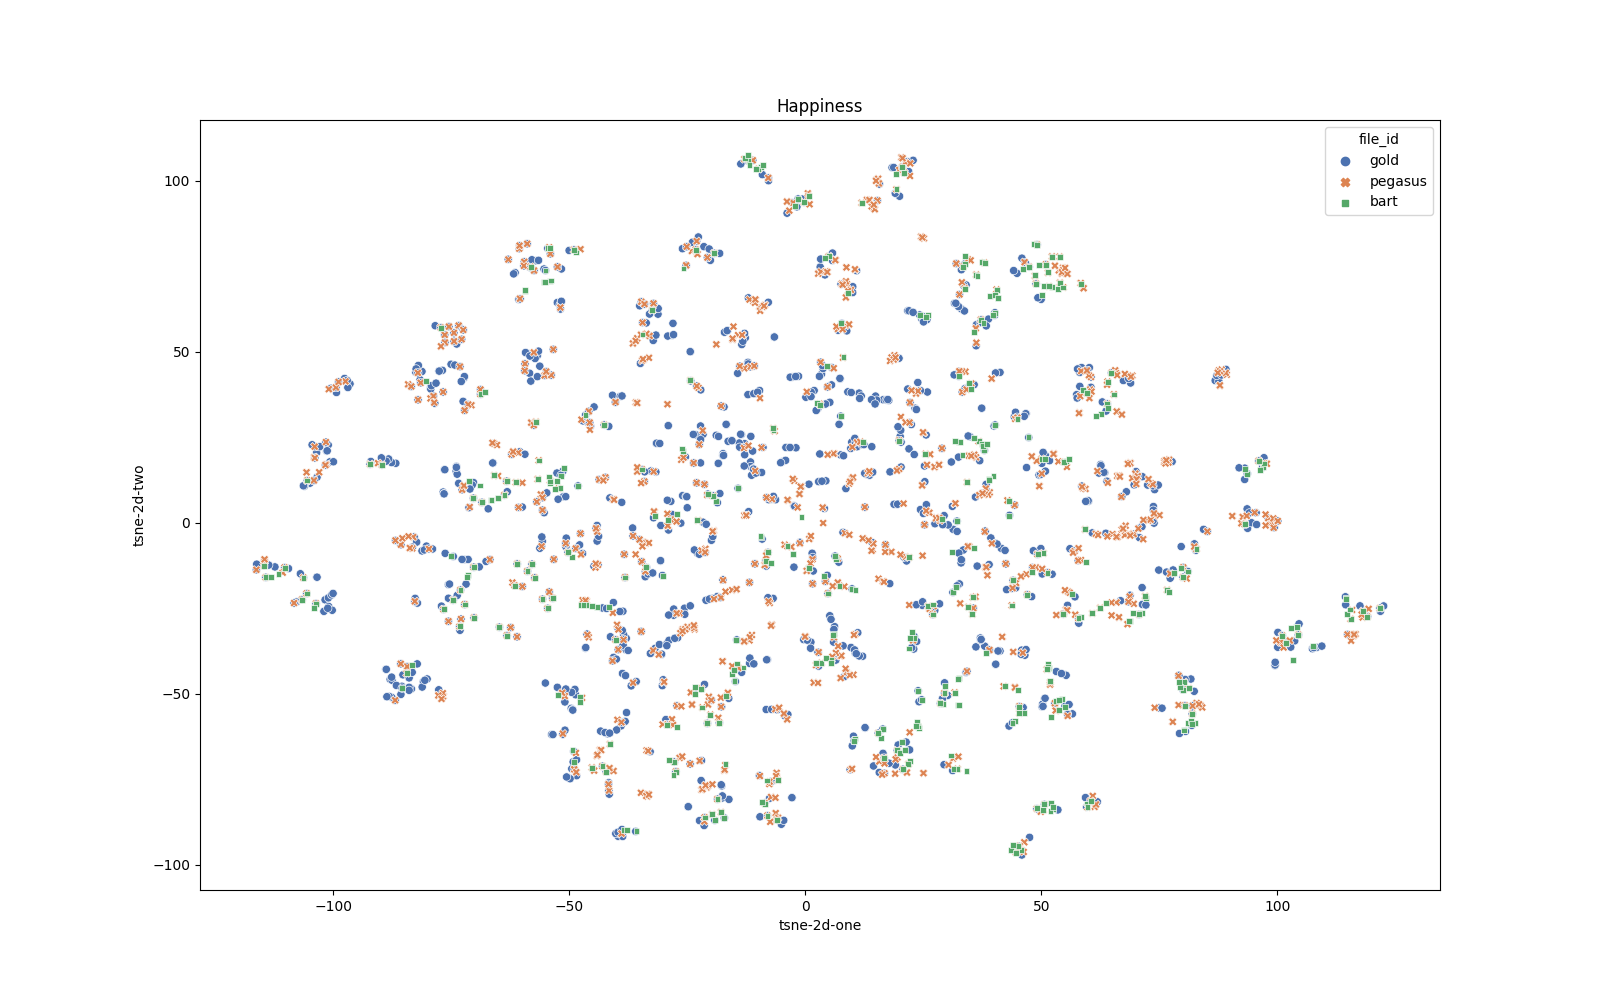 Happiness
file_id
gold
pegasus
bart
100
50
0
−50
−100
tsne-2d-two
−100
−50
0
50
100
tsne-2d-one